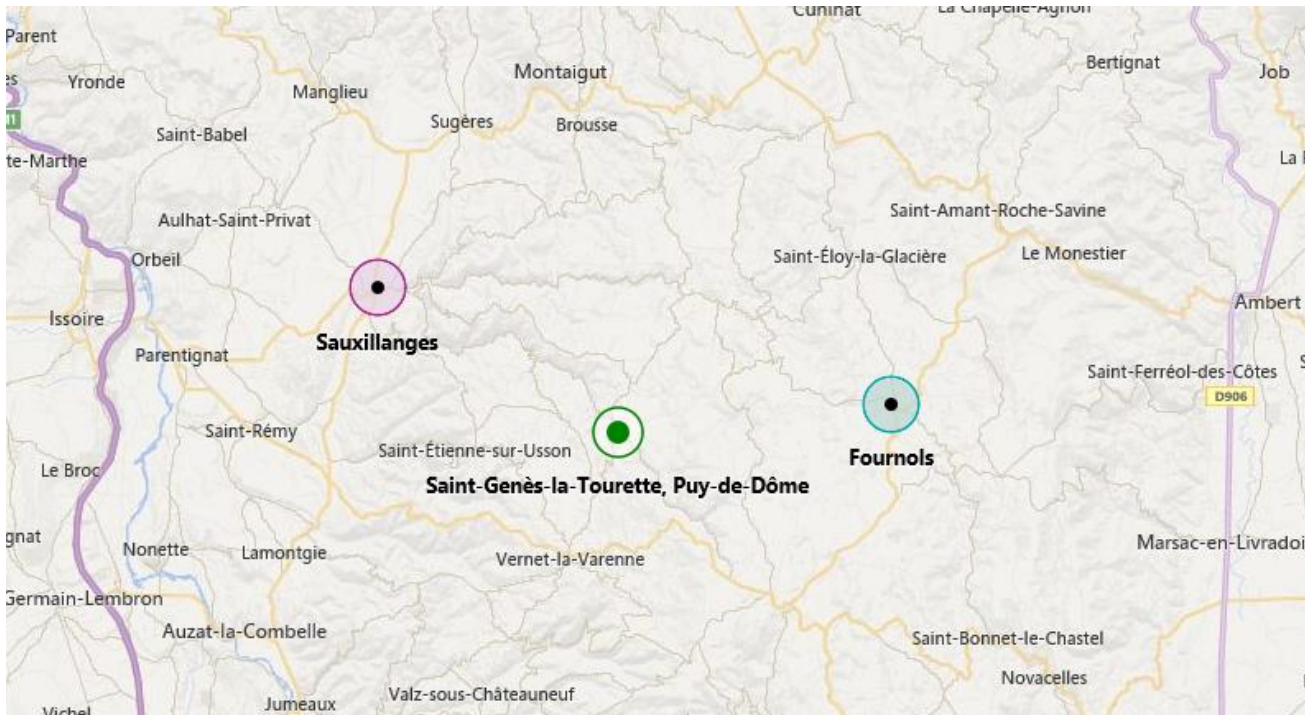 Cunlhat
La Chapelle-Agnon
Parent
Bertignat
Job
Yronde
Montaigut
Manglieu
11
Sugères
Brousse
Saint-Babel
te-Marthe
Aulhat-Saint-Privat
Saint-Amant-Roche-Savine
Orbeil
Saint-Éloy-la-Glacière
Le Monestier
Issoire
Ambert
Sauxillanges
Parentignat
Saint-Ferréol-des-Côtes
D906
Saint-Rémy
Saint-Étienne-sur-Usson
Fournols
Le Broc
Saint-Genès-la-Tourette, Puy-de-Dôme
gnat
Nonette
Lamontgie
Vernet-la-Varenne
Marsac-en-Livradoi
Germain-Lembron
Auzat-la-Combelle
Saint-Bonnet-le-Chastel
Novacelles
Valz-sous-Châteauneuf
Jumeaux
Vichel